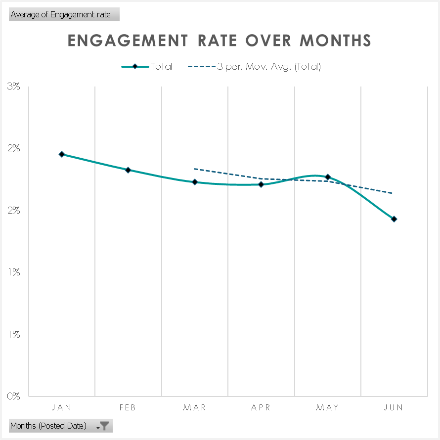 Average of Engagement rate
ENGAGEMENT RATE OVER MONTHS
Total
3 per. Mov. Avg. (Total)
3%
2%
2%
1%
1%
0%
JAN FEB MAR APR MAY JUN
Months (Posted Date)